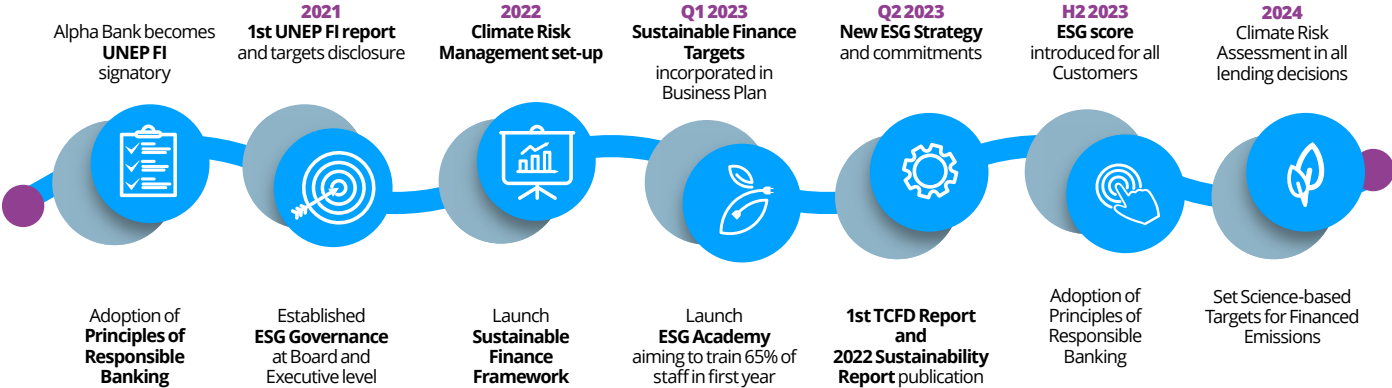 Alpha Bank becomes
UNEP FI
signatory
2021
1st UNEP FI report
and targets disclosure
2022
Climate Risk
Management set-up
Q1 2023
Sustainable Finance
Targets
incorporated in
Business Plan
Q2 2023
New ESG Strategy
and commitments
H2 2023
ESG score
introduced for all
Customers
2024
Climate Risk
Assessment in all
lending decisions
Adoption of
Principles of
Responsible
Banking
Established
ESG Governance
at Board and
Executive level
Launch
Sustainable
Finance
Framework
Launch
ESG Academy
aiming to train 65% of
staff in first year
1st TCFD Report
and
2022 Sustainability
Report publication
Adoption of
Principles of
Responsible
Banking
Set Science-based
Targets for Financed
Emissions